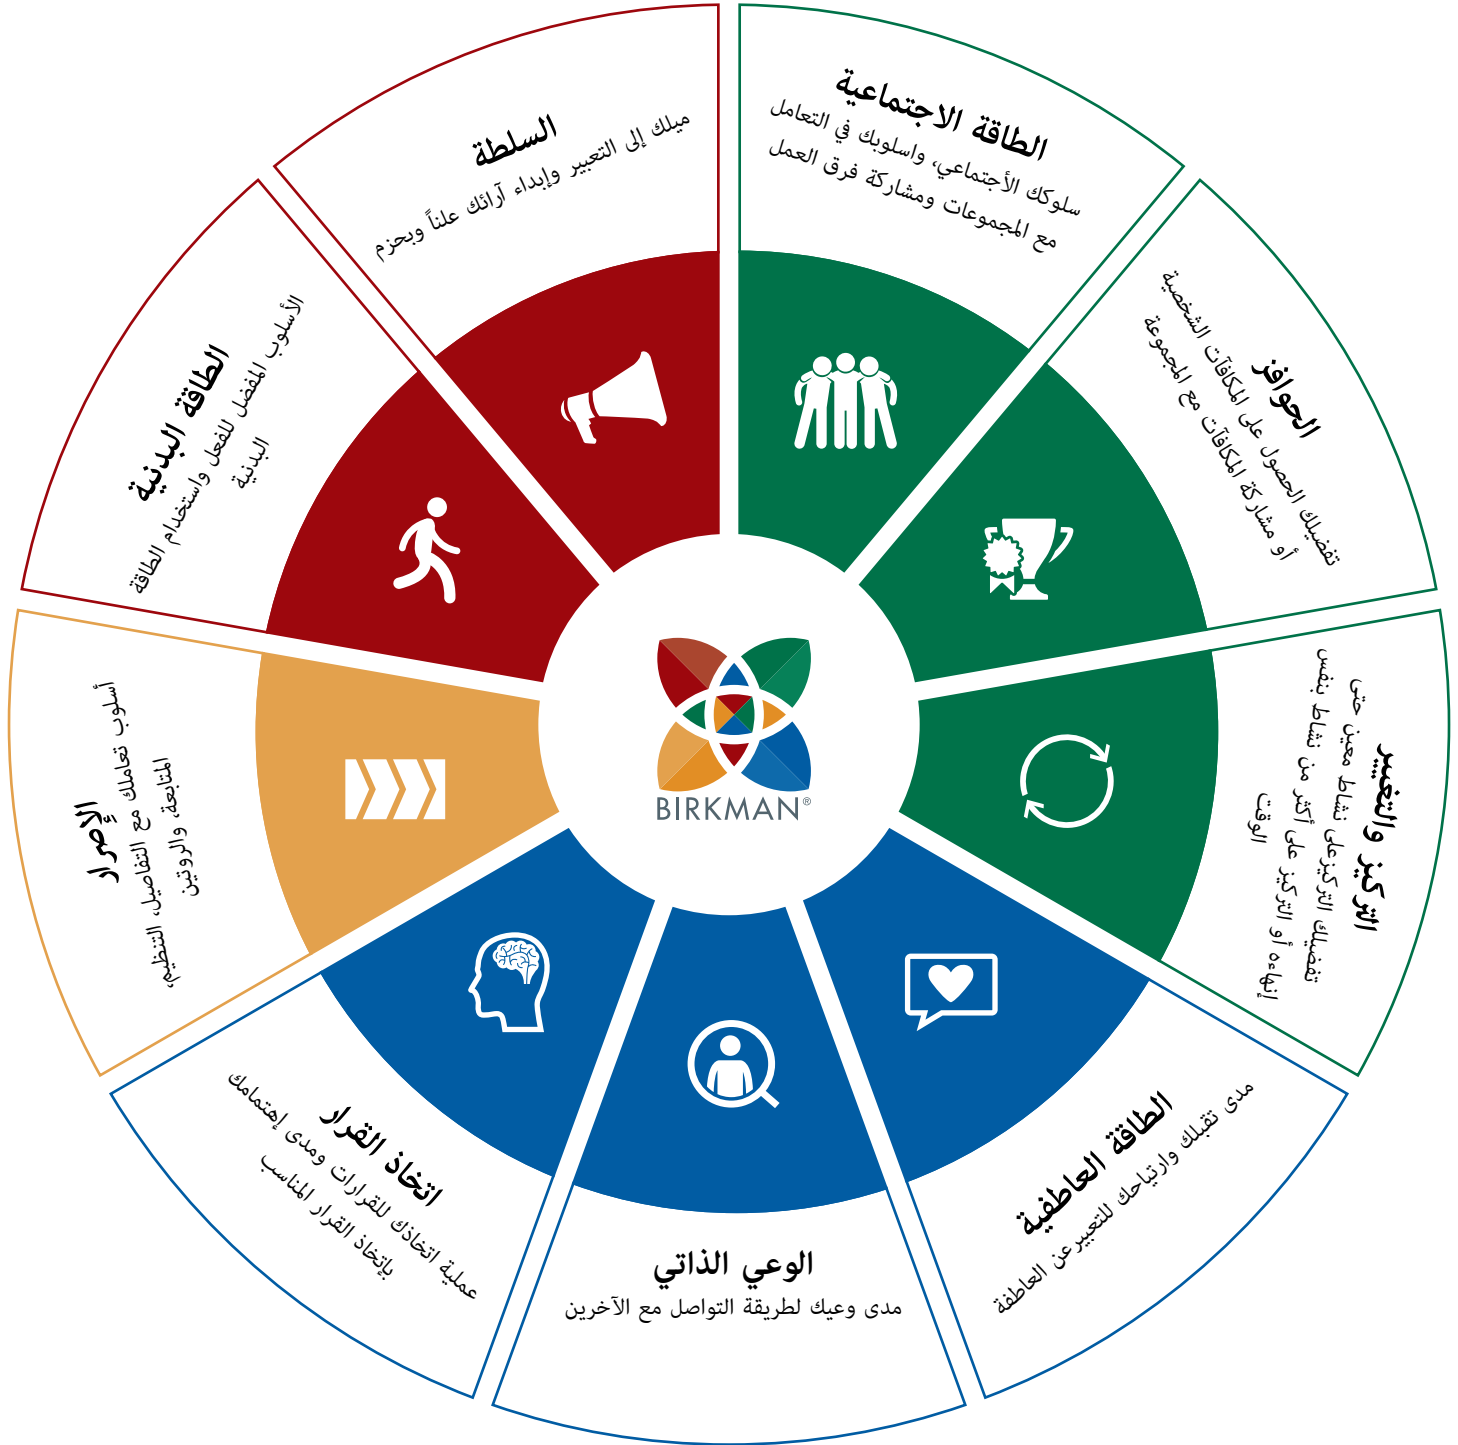 الطاقة الاجتماعية
سلوكك الأجتماعي، واسلوبك في التعامل
مع المجموعات ومشاركة فرق العمل
الحوافز
تفضيلك الحصول على المكافآت الشخصية
أو مشاركة المكافآت مع المجموعة
التركيز والتغيير
تفضيلك التركيزعلى نشاط معين حتى
إنهاءه أو التركيز على أكثر من نشاط بنفس
الوقت
الطاقة العاطفية
مدى تقبلك وارتياحك للتعبيرعن العاطفة
الوعي الذاتي
مدى وعيك لطريقة التواصل مع الآخرين
اتخاذ القرار
عملية اتخاذك للقرارات ومدى إهتمامك
بإتخاذ القرار المناسب
الإصرار
أسلوب تعاملك مع التفاصيل، التنظيم،
المتابعة، والروتين
الطاقة البدنية
الأسلوب المفضل للفعل واستخدام الطاقة
البدنية
السلطة
ميلك إلى التعبير وإبداء آرائك علناً وبحزم
BIRKMAN®